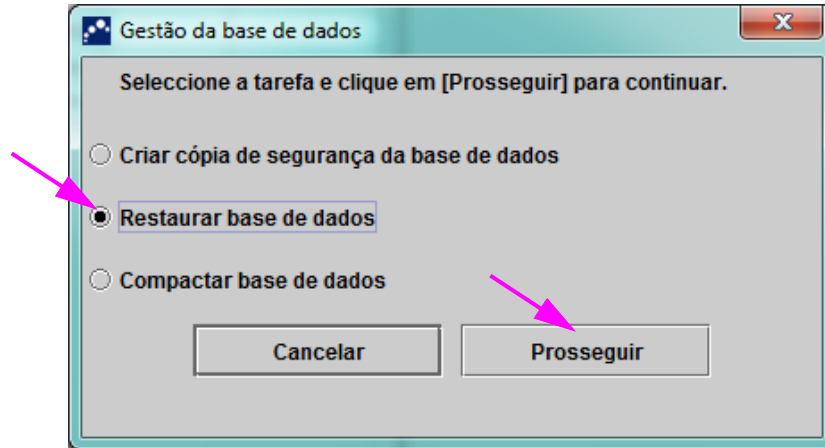 Gestão da base de dados
Seleccione a tarefa e clique em [Prosseguir] para continuar.
Criar cópia de segurança da base de dados
Restaurar base de dados
Compactar base de dados
Cancelar Prosseguir